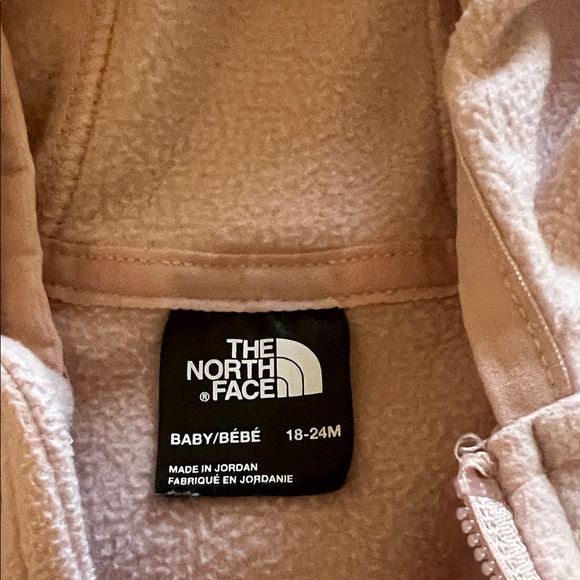 THE
NORTH
® FACE
BABY/BÉBÉ 18-24M
MADE IN JORDAN
FABRIQUÉ EN JORDANIE